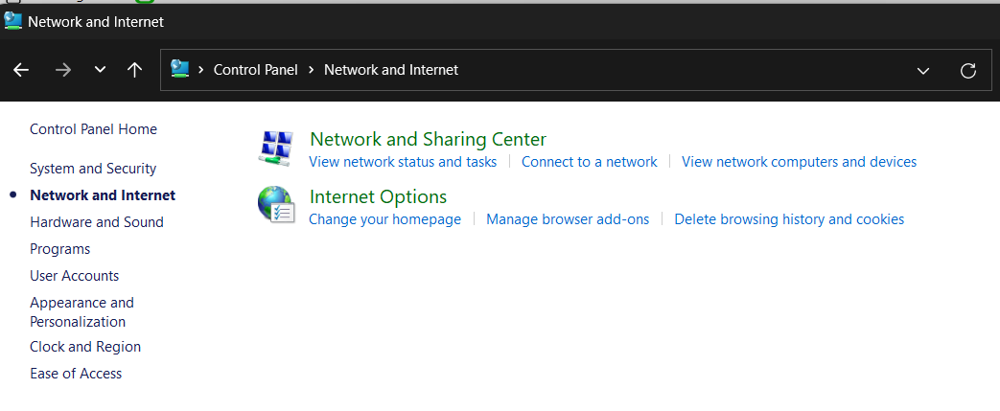 Network and Internet
Control Panel > Network and Internet
Control Panel Home
System and Security
Network and Internet
Hardware and Sound
Programs
User Accounts
Appearance and
Personalization
Clock and Region
Ease of Access
Network and Sharing Center
View network status and tasks | Connect to a network | View network computers and devices
Internet Options
Change your homepage | Manage browser add-ons | Delete browsing history and cookies